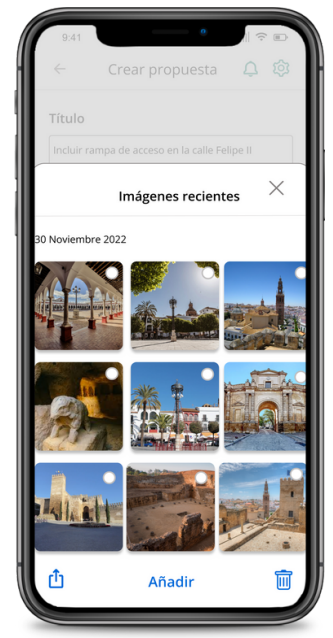 9:41
Crear propuesta
Título
Incluir rampa de acceso en la calle Felipe II
Imágenes recientes
30 Noviembre 2022
Añadir